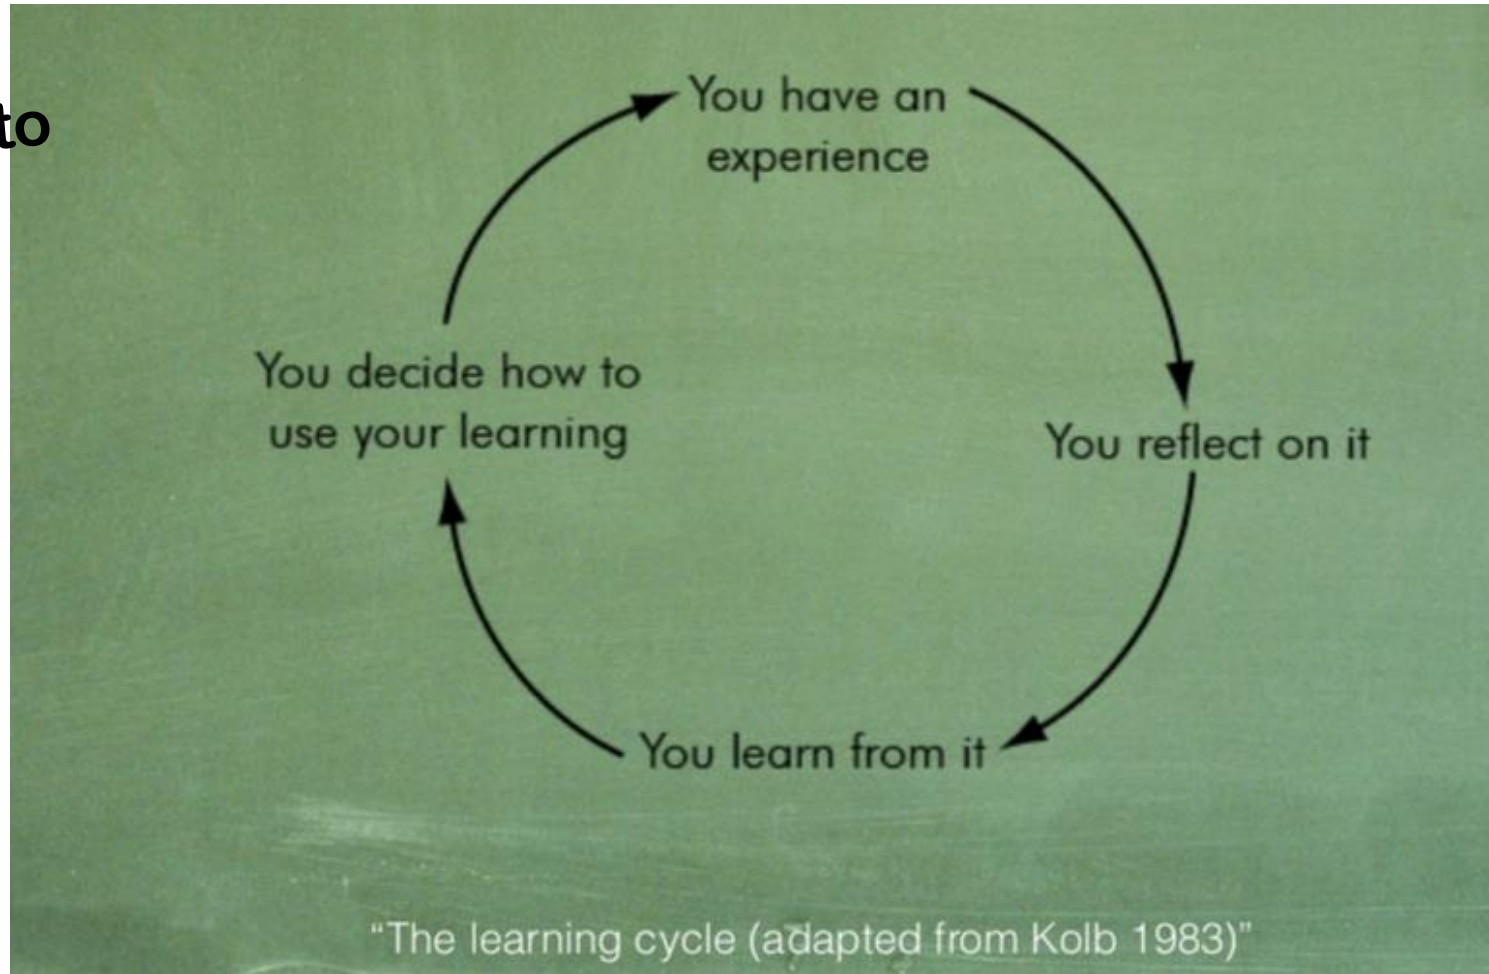 to
You have an
experience
You reflect on it
You learn from it
You decide how to
use your learning
“The learning cycle (adapted from Kolb 1983)”